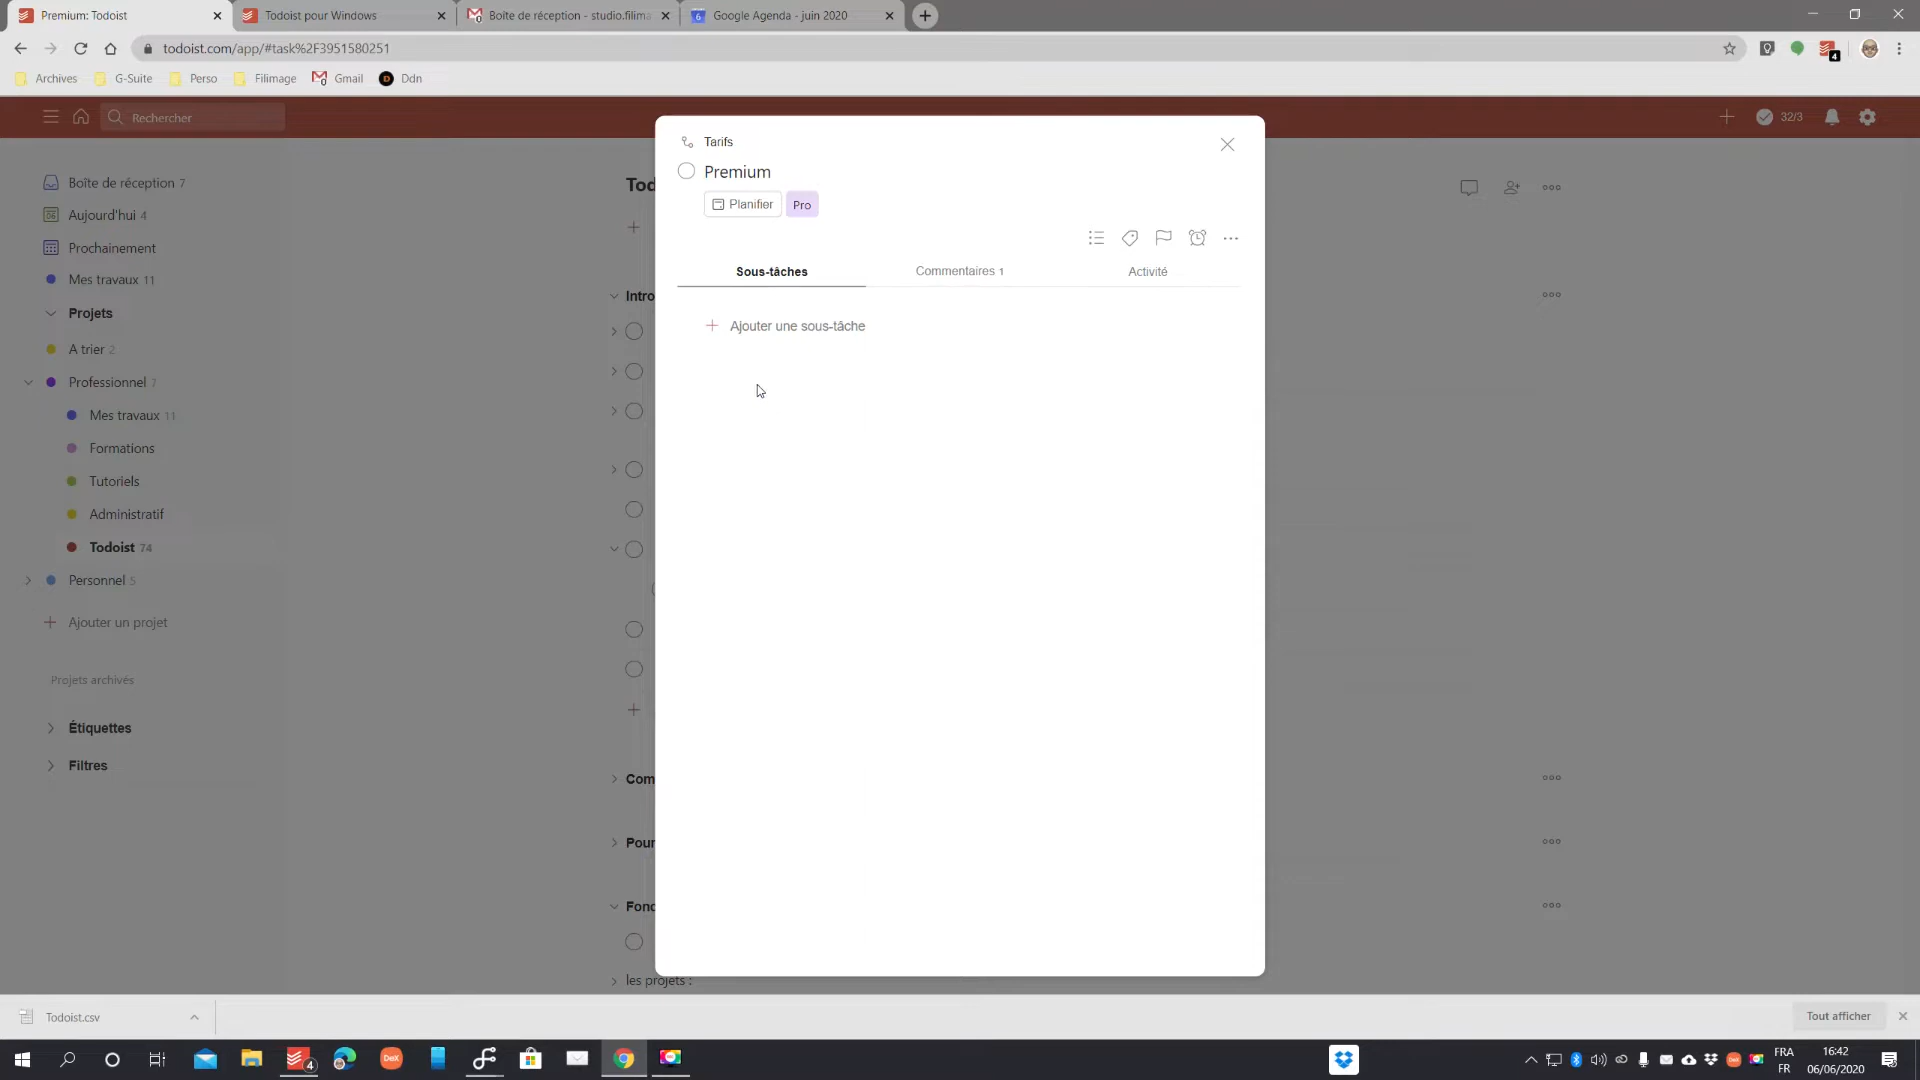 Premium: Todoist
Todoist pour Windows
Boîte de réception - studo.filima
Google Agenda - juin 2020
todoist.com/app/#task%2F3951580251
4
Archives
G-Suite
Perso
Filimage
Gmail
Ddn
Rechercher
32/3
Boîte de réception 7
Aujourd'hui 4
Prochainement
Mes travaux 11
Projets
A trier 2
Professionnel 7
Mes travaux 11
Formations
Tutoriels
Administratif
Todoist 74
Personnel 5
Ajouter un projet
Projets archivés
Étiquettes
Filtres
Tod
Intro
Com
Pour
Fonc
les projets :
Tarifs
Premium
Planifier
Pro
Sous-tâches
Commentaires 1
Activité
Ajouter une sous-tâche
Todoist.csv
Tout afficher
4
DeX
FRA
FR
16:42
06/06/2020